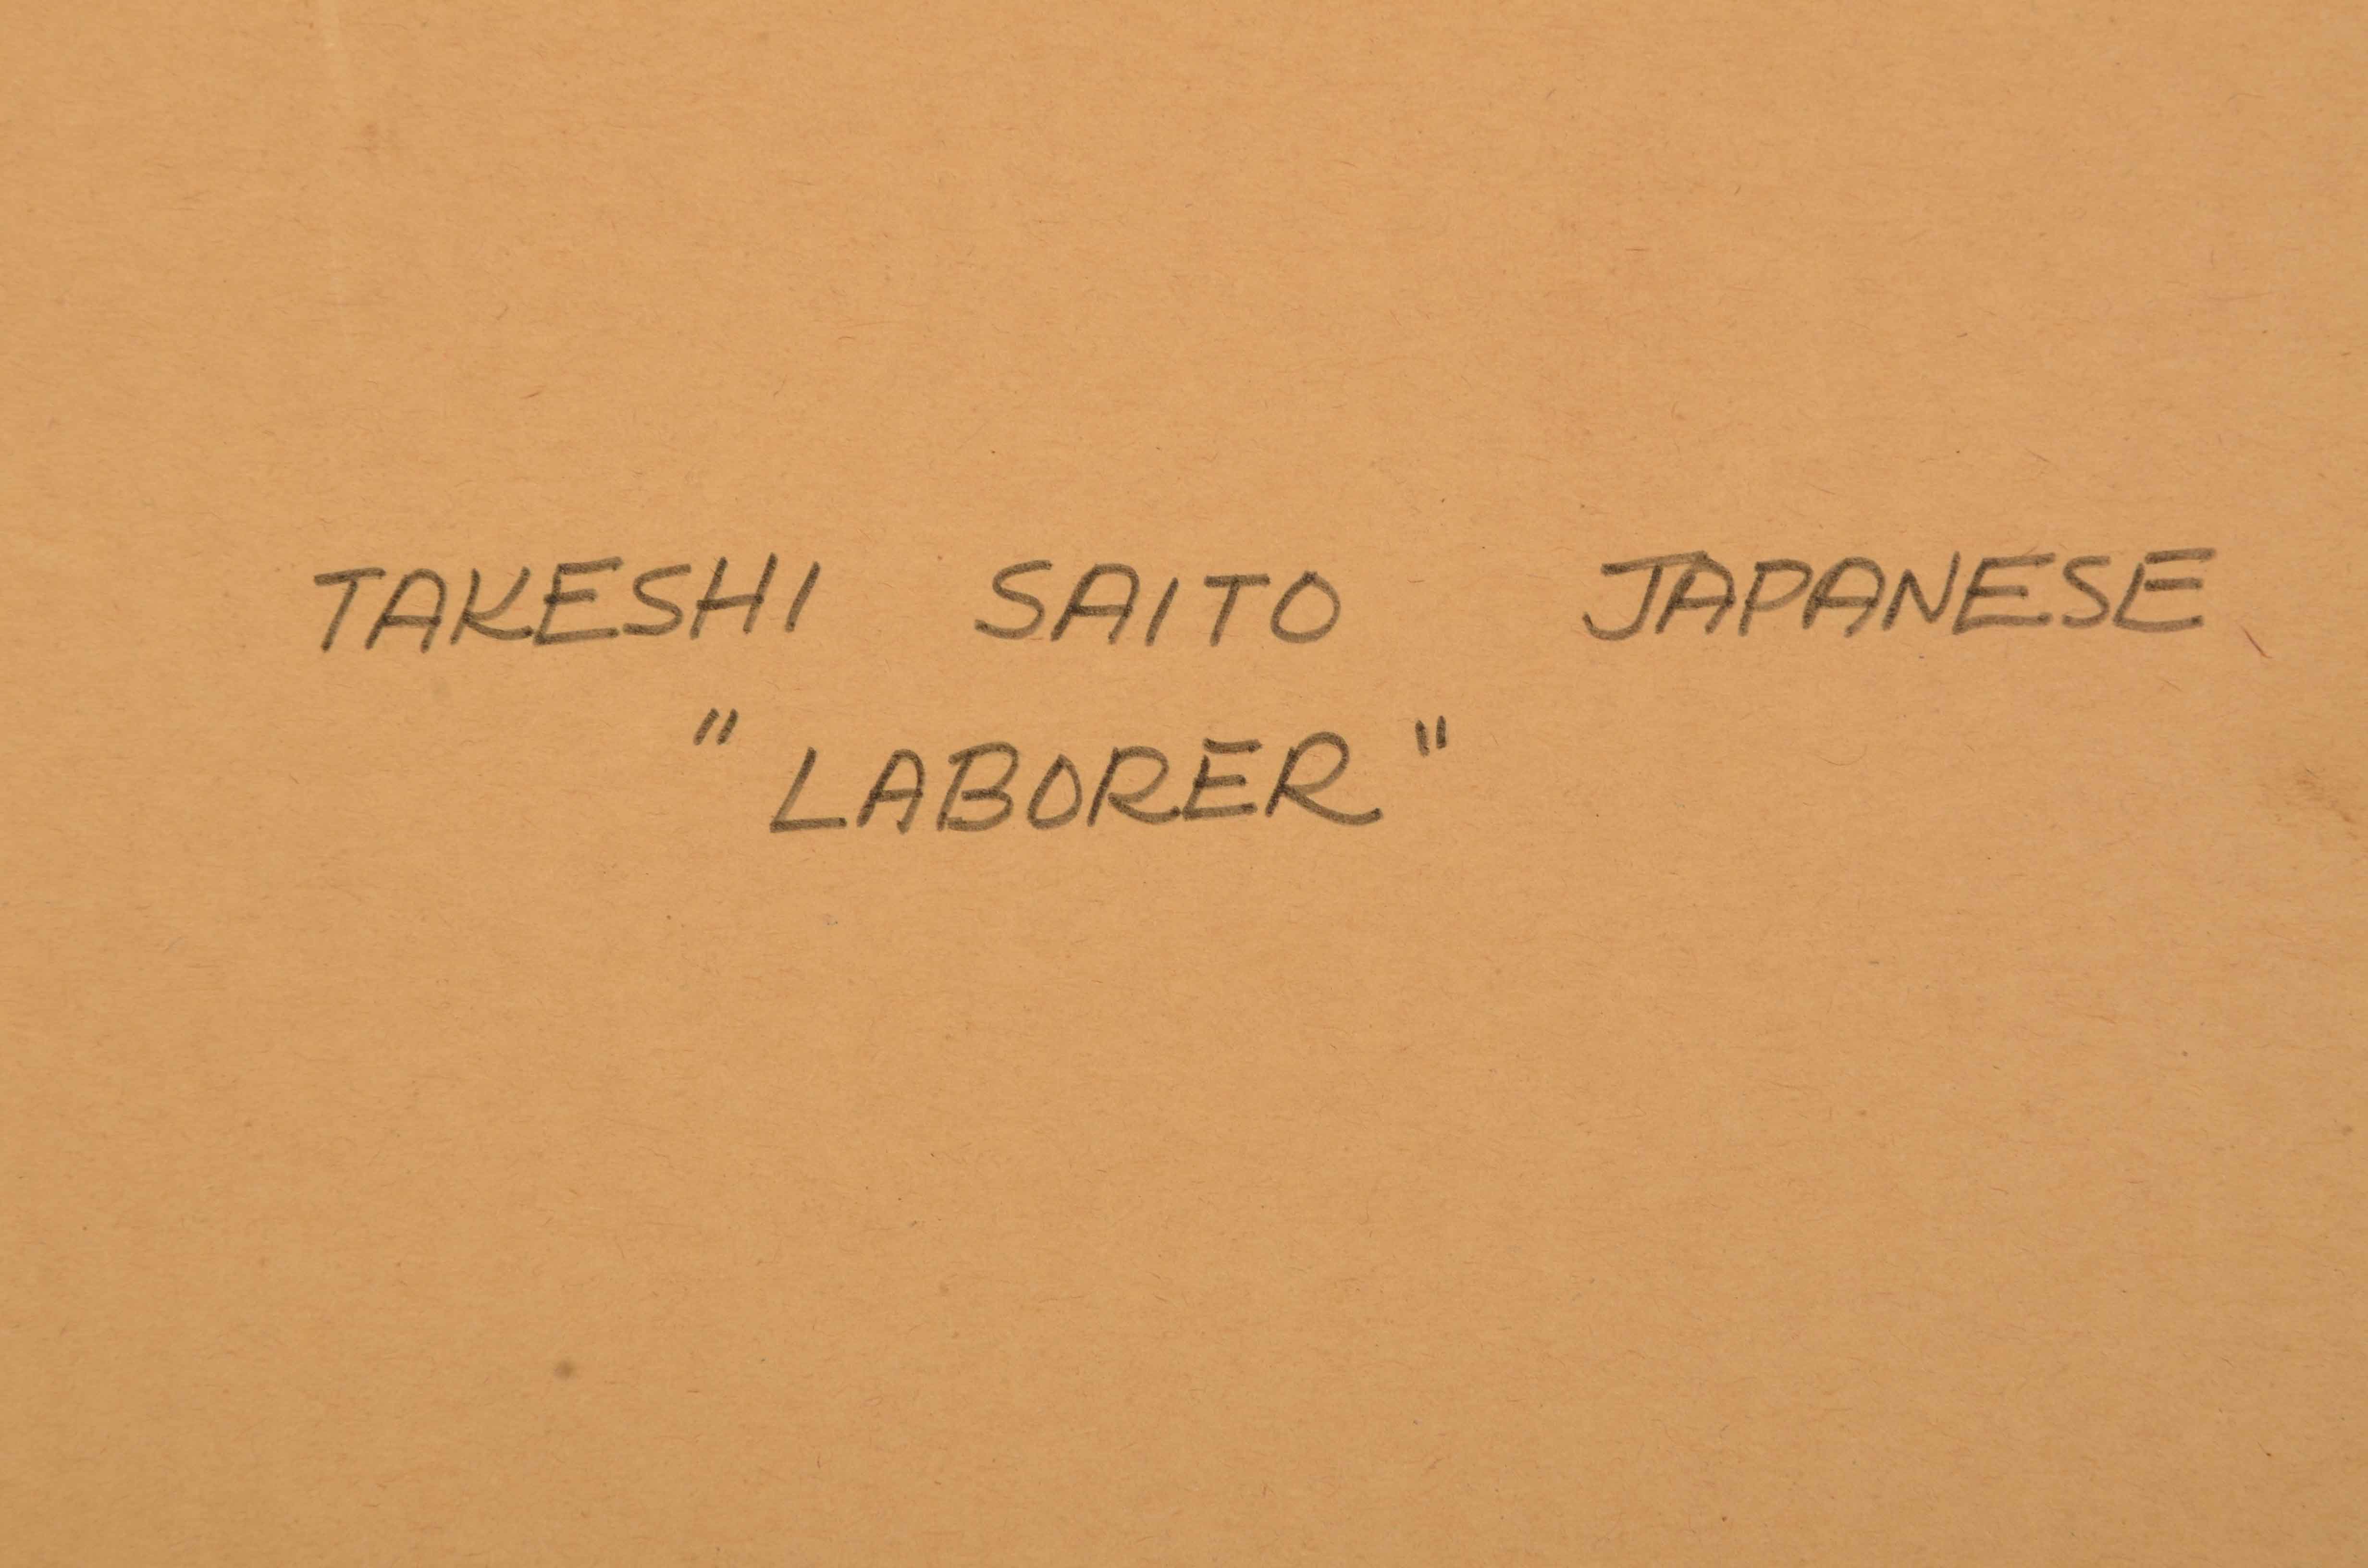 TAKESHI SAITO JAPANESE
"LABORER"